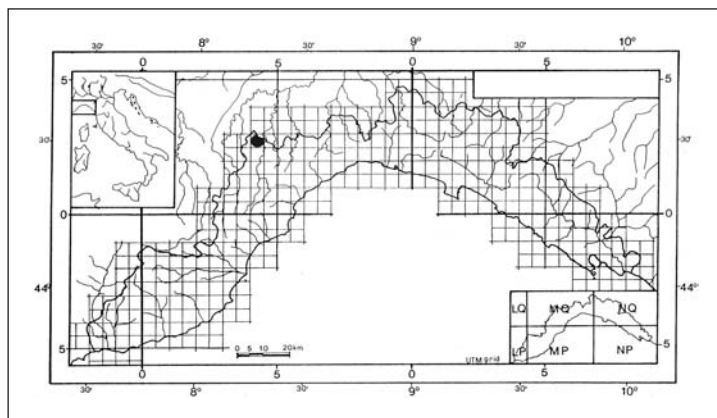 30' 8° 30' 9° 30' 10°
0 5 0 5
5 5
30' 30'
0 0
44° 44°
LQ MQ NQ
LP MP NP
5 5
0 5 10 20km
UTM grid
0 5 0 5
30' 8° 30' 9° 30' 10°